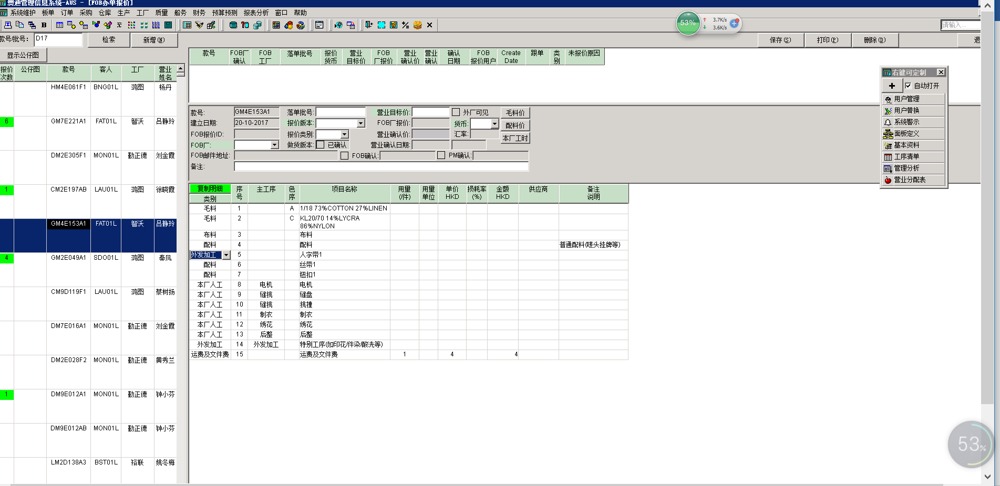 奥迪管理信息系统-AUS - [FOB办单报价]
系统维护 板单 订单 采购 仓库 生产 工厂 质量 船务 财务 预算预测 报表分析 窗口 帮助
53% 3.7K/s 3.6K/s
请输入...
款号/批号: D17 检索 新增(N) 保存(S) 打印(P) 删除(D) 退
显示公仔图
报价次数 公仔图 款号 客人 工厂 营业姓名
HM4E061F1 BNG01L 鸿图 杨丹
6 GM7E221A1 FAT01L 智沃 吕静玲
DM2E305F1 MON01L 勤正德 刘金霞
1 CM2E197AB LAU01L 鸿图 徐晓霞
GM4E153A1 FAT01L 智沃 吕静玲
4 GM2E049A1 SDO01L 鸿图 秦凤
CM9D119F1 LAU01L 鸿图 蔡树扬
DM7E016A1 MON01L 勤正德 刘金霞
DM2E028F2 MON01L 勤正德 黄秀兰
1 DM9E012A1 MON01L 勤正德 钟小芬
DM9E012AB MON01L 勤正德 钟小芬
LM2D138A3 BST01L 裕联 姚冬梅
款号 FOB厂确认 FOB工厂 落单批号 报价货币 营业目标价 FOB厂报价 营业确认价 营业确认 确认日期 FOB报价用户 Create Date 跟单 类别 未报价原因
款号: GM4E153A1 落单批号: 营业目标价: 外厂可见 毛料价
建立日期: 20-10-2017 报价版本: FOB厂报价: 货币: 配料价
FOB报价ID: 报价类别: 营业确认价: 汇率: 本厂工时
FOB厂: 做货版本: 已确认 营业确认日期:
FOB邮件地址: FOB确认: PM确认:
备注:
复制明细
类别 序号 主工序 色序 项目名称 用量(/件) 用量单位 单价HKD 损耗率(%) 金额HKD 供应商 备注说明
毛料 1 A 1/18 73%COTTON 27%LINEN
毛料 2 C KL20/70 14%LYCRA
86%NYLON
布料 3 布料
配料 4 配料 普通配料(唛头挂牌等)
外发加工 5 人字带1
配料 6 丝带1
配料 7 钮扣1
本厂人工 8 电机 电机
本厂人工 9 缝挑 缝盘
本厂人工 10 缝挑 挑撞
本厂人工 11 制衣 制衣
本厂人工 12 绣花 绣花
本厂人工 13 后整 后整
外发加工 14 外发加工 特别工序(如印花/件染/酸洗等)
运费及文件费 15 运费及文件费 1 4 4
右键可定制
自动打开
用户管理
用户替换
系统警示
面板定义
基本资料
工序清单
管理分析
营业分配表
53%